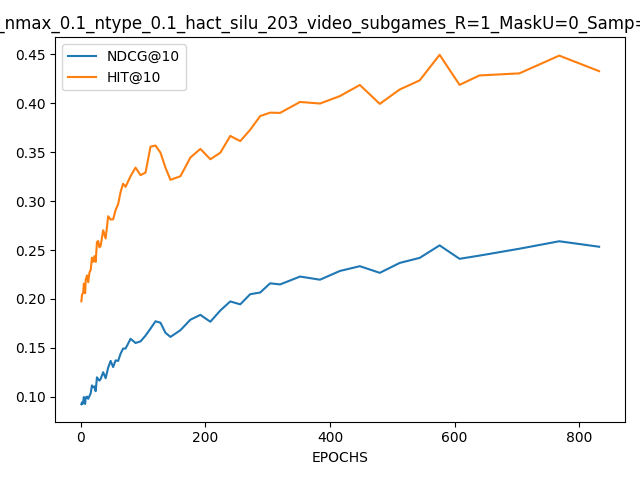 _nmax_0.1_ntype_0.1_hact_silu_203_video_subgames_R=1_MaskU=0_Samp=
NDCG@10
HIT@10
0.45
0.40
0.35
0.30
0.25
0.20
0.15
0.10
0 200 400 600 800
EPOCHS